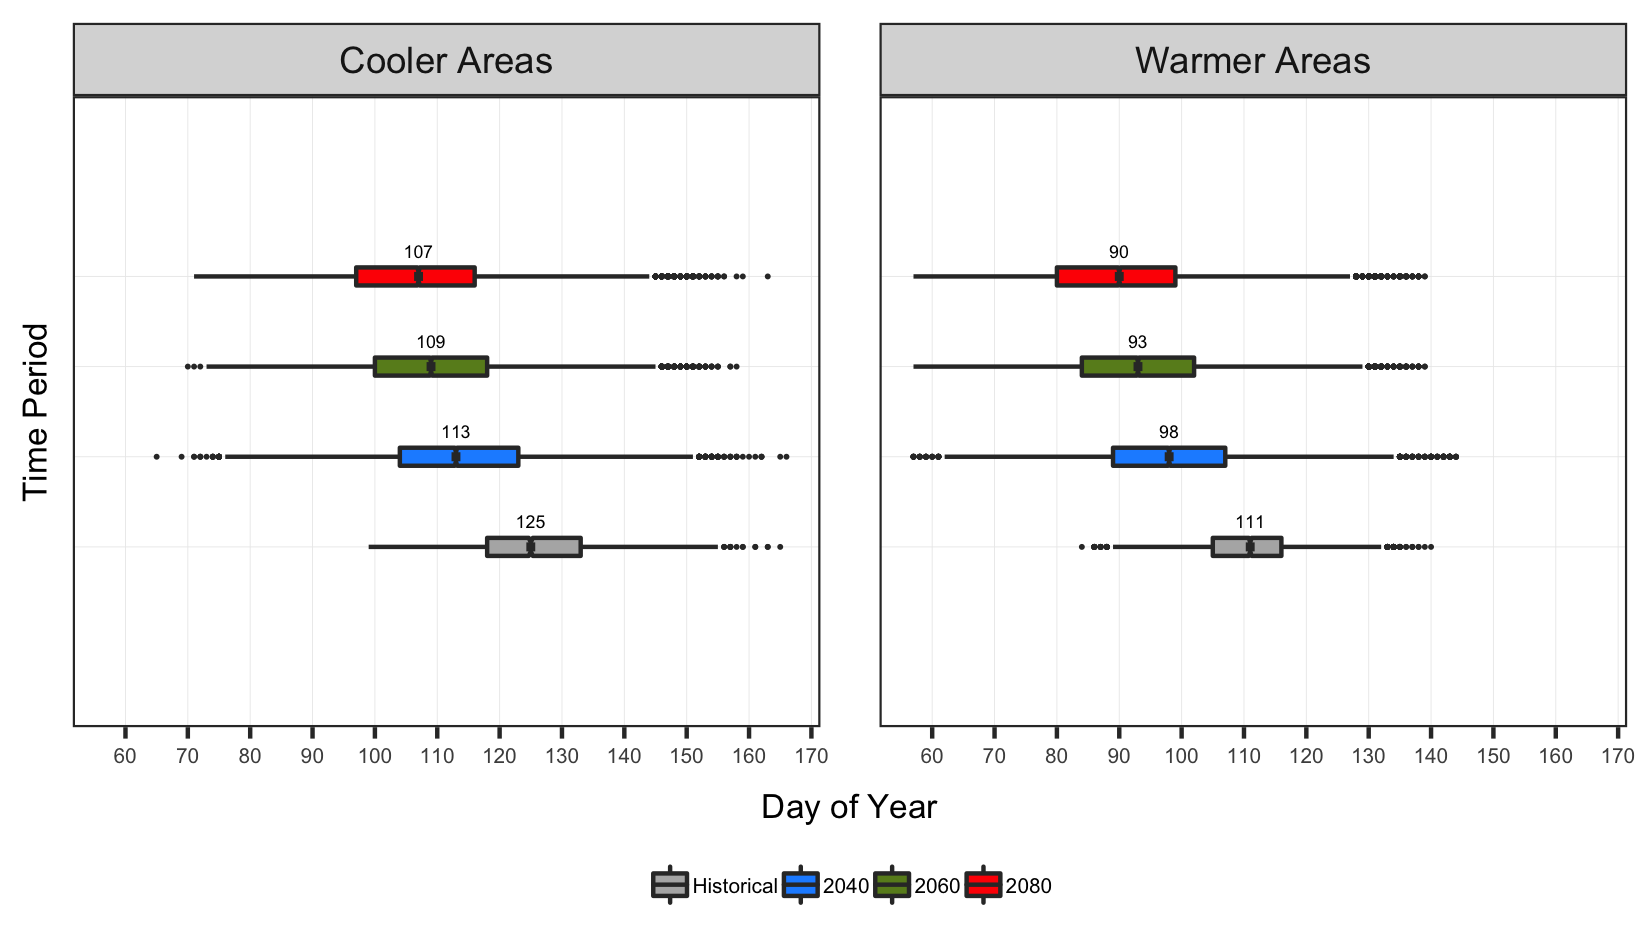 Cooler Areas
Warmer Areas
107
109
113
125
90
93
98
111
Time Period
60 70 80 90 100 110 120 130 140 150 160 170
60 70 80 90 100 110 120 130 140 150 160 170
Day of Year
Historical 2040 2060 2080